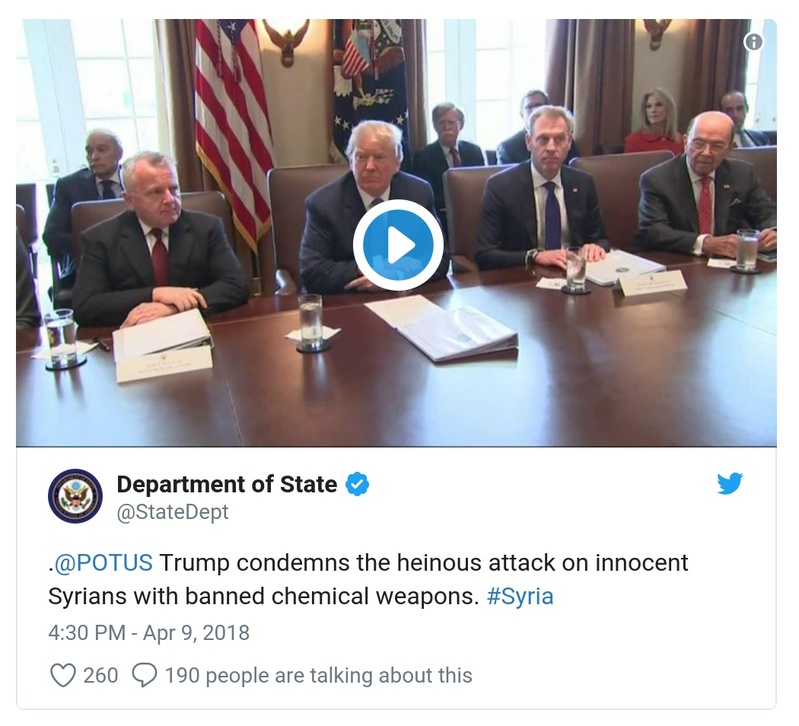 Department of State
@StateDept
.@POTUS Trump condemns the heinous attack on innocent
Syrians with banned chemical weapons. #Syria
4:30 PM - Apr 9, 2018
260 190 people are talking about this